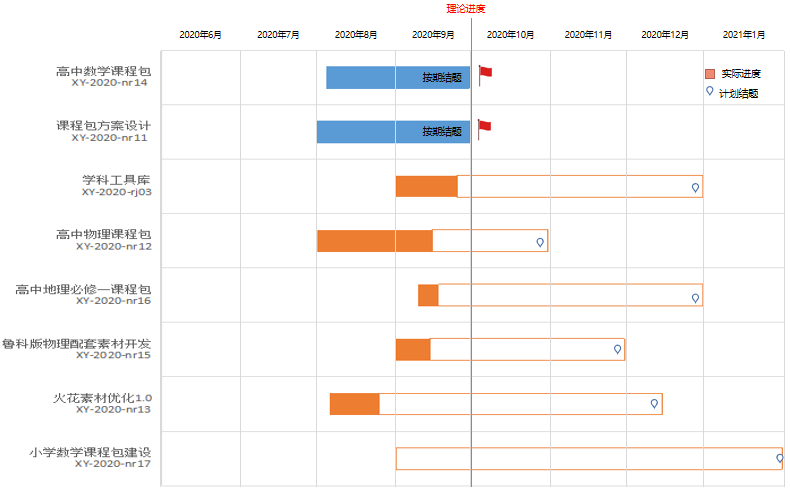 理论进度
2020年6月 2020年7月 2020年8月 2020年9月 2020年10月 2020年11月 2020年12月 2021年1月
实际进度
计划结题
高中数学课程包
XY-2020-nr14
按期结题
课程包方案设计
XY-2020-nr11
按期结题
学科工具库
XY-2020-rj03
高中物理课程包
XY-2020-nr12
高中地理必修一课程包
XY-2020-nr16
鲁科版物理配套素材开发
XY-2020-nr15
火花素材优化1.0
XY-2020-nr13
小学数学课程包建设
XY-2020-nr17